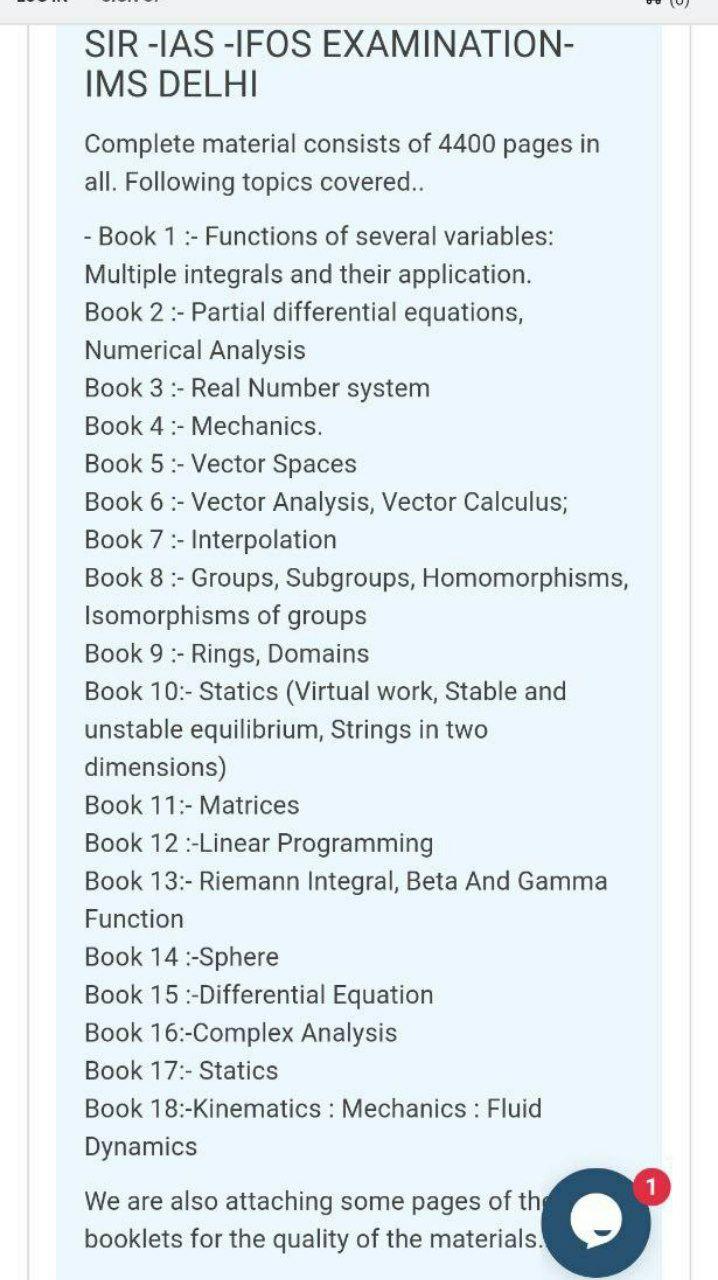 (0)
SIR -IAS -IFOS EXAMINATION-
IMS DELHI
Complete material consists of 4400 pages in
all. Following topics covered..
- Book 1 :- Functions of several variables:
Multiple integrals and their application.
Book 2 :- Partial differential equations,
Numerical Analysis
Book 3 :- Real Number system
Book 4 :- Mechanics.
Book 5 :- Vector Spaces
Book 6 :- Vector Analysis, Vector Calculus;
Book 7 :- Interpolation
Book 8 :- Groups, Subgroups, Homomorphisms,
Isomorphisms of groups
Book 9 :- Rings, Domains
Book 10:- Statics (Virtual work, Stable and
unstable equilibrium, Strings in two
dimensions)
Book 11:- Matrices
Book 12 :-Linear Programming
Book 13:- Riemann Integral, Beta And Gamma
Function
Book 14 :-Sphere
Book 15 :-Differential Equation
Book 16:-Complex Analysis
Book 17:- Statics
Book 18:-Kinematics : Mechanics : Fluid
Dynamics
We are also attaching some pages of
booklets for the quality of the materials.
1